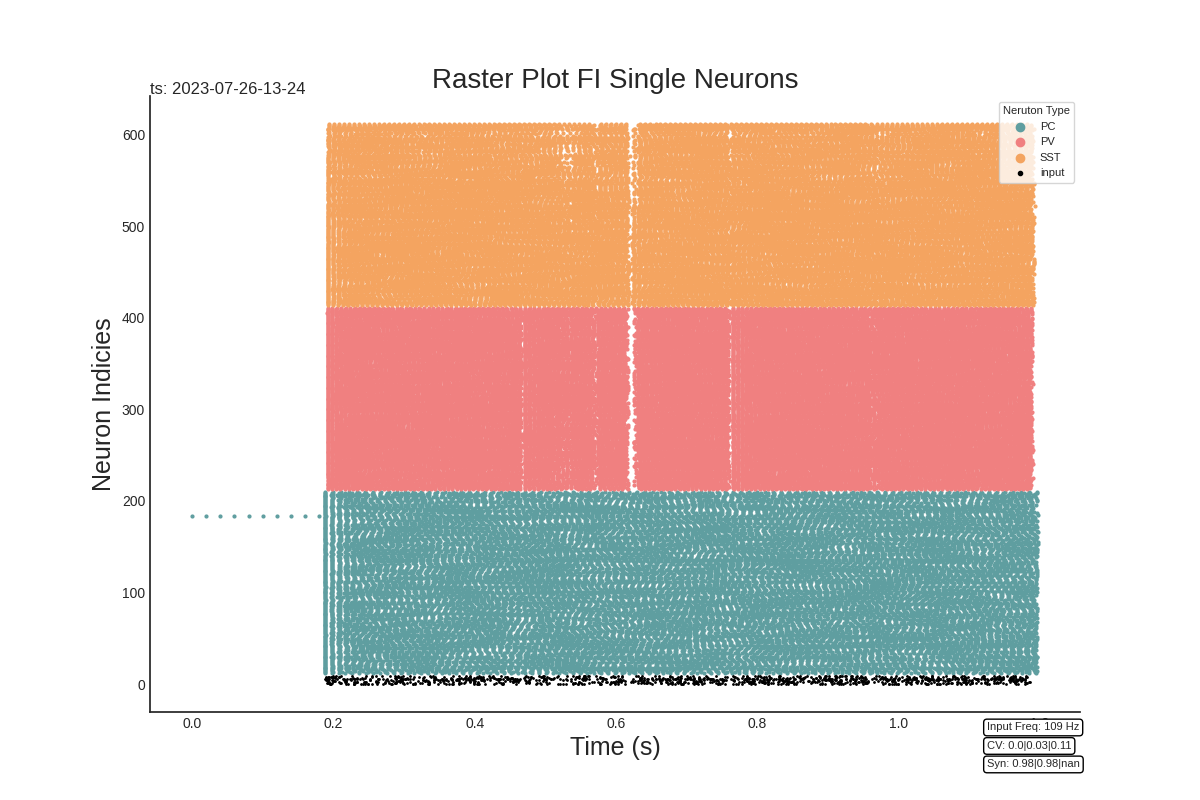 Raster Plot FI Single Neurons
ts: 2023-07-26-13-24
Neruton Type
PC
PV
SST
input
Neuron Indicies
600
500
400
300
200
100
0
0.0 0.2 0.4 0.6 0.8 1.0
Time (s)
Input Freq: 109 Hz
CV: 0.0|0.03|0.11
Syn: 0.98|0.98|nan